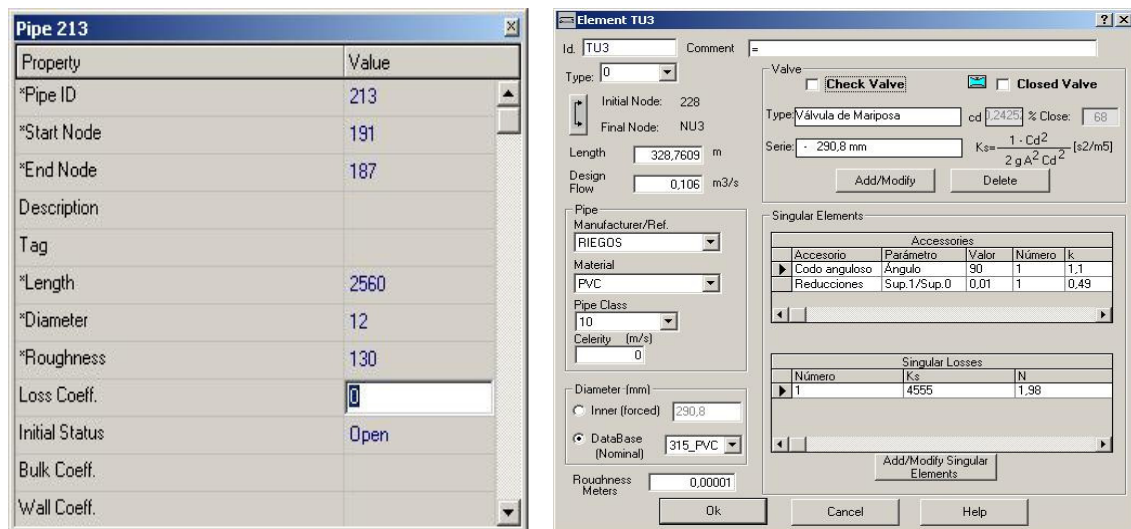 Pipe 213
Property Value
*Pipe ID 213
*Start Node 191
*End Node 187
Description
Tag
*Length 2560
*Diameter 12
*Roughness 130
Loss Coeff. 0
Initial Status Open
Bulk Coeff.
Wall Coeff.
Element TU3
Id. TU3 Comment =
Type: 0
Initial Node: 228
Final Node: NU3
Length 328,7609 m
Design Flow 0,106 m3/s
Pipe
Manufacturer/Ref.
RIEGOS
Material
PVC
Pipe Class
10
Celerity (m/s)
0
Diameter (mm)
Inner (forced) 290,8
DataBase (Nominal) 315_PVC
Roughness Meters 0,00001
Valve
Check Valve Closed Valve
Type: Válvula de Mariposa cd 0,2425 % Close: 68
Serie: - 290,8 mm Ks= 1 - Cd2 / 2 g A2 Cd2 [s2/m5]
Add/Modify Delete
Singular Elements
Accessories
Accesorio Parámetro Valor Número k
Codo anguloso Ángulo 90 1 1,1
Reducciones Sup.1/Sup.0 0,01 1 0,49
Singular Losses
Número Ks N
1 4555 1,98
Add/Modify Singular Elements
Ok Cancel Help